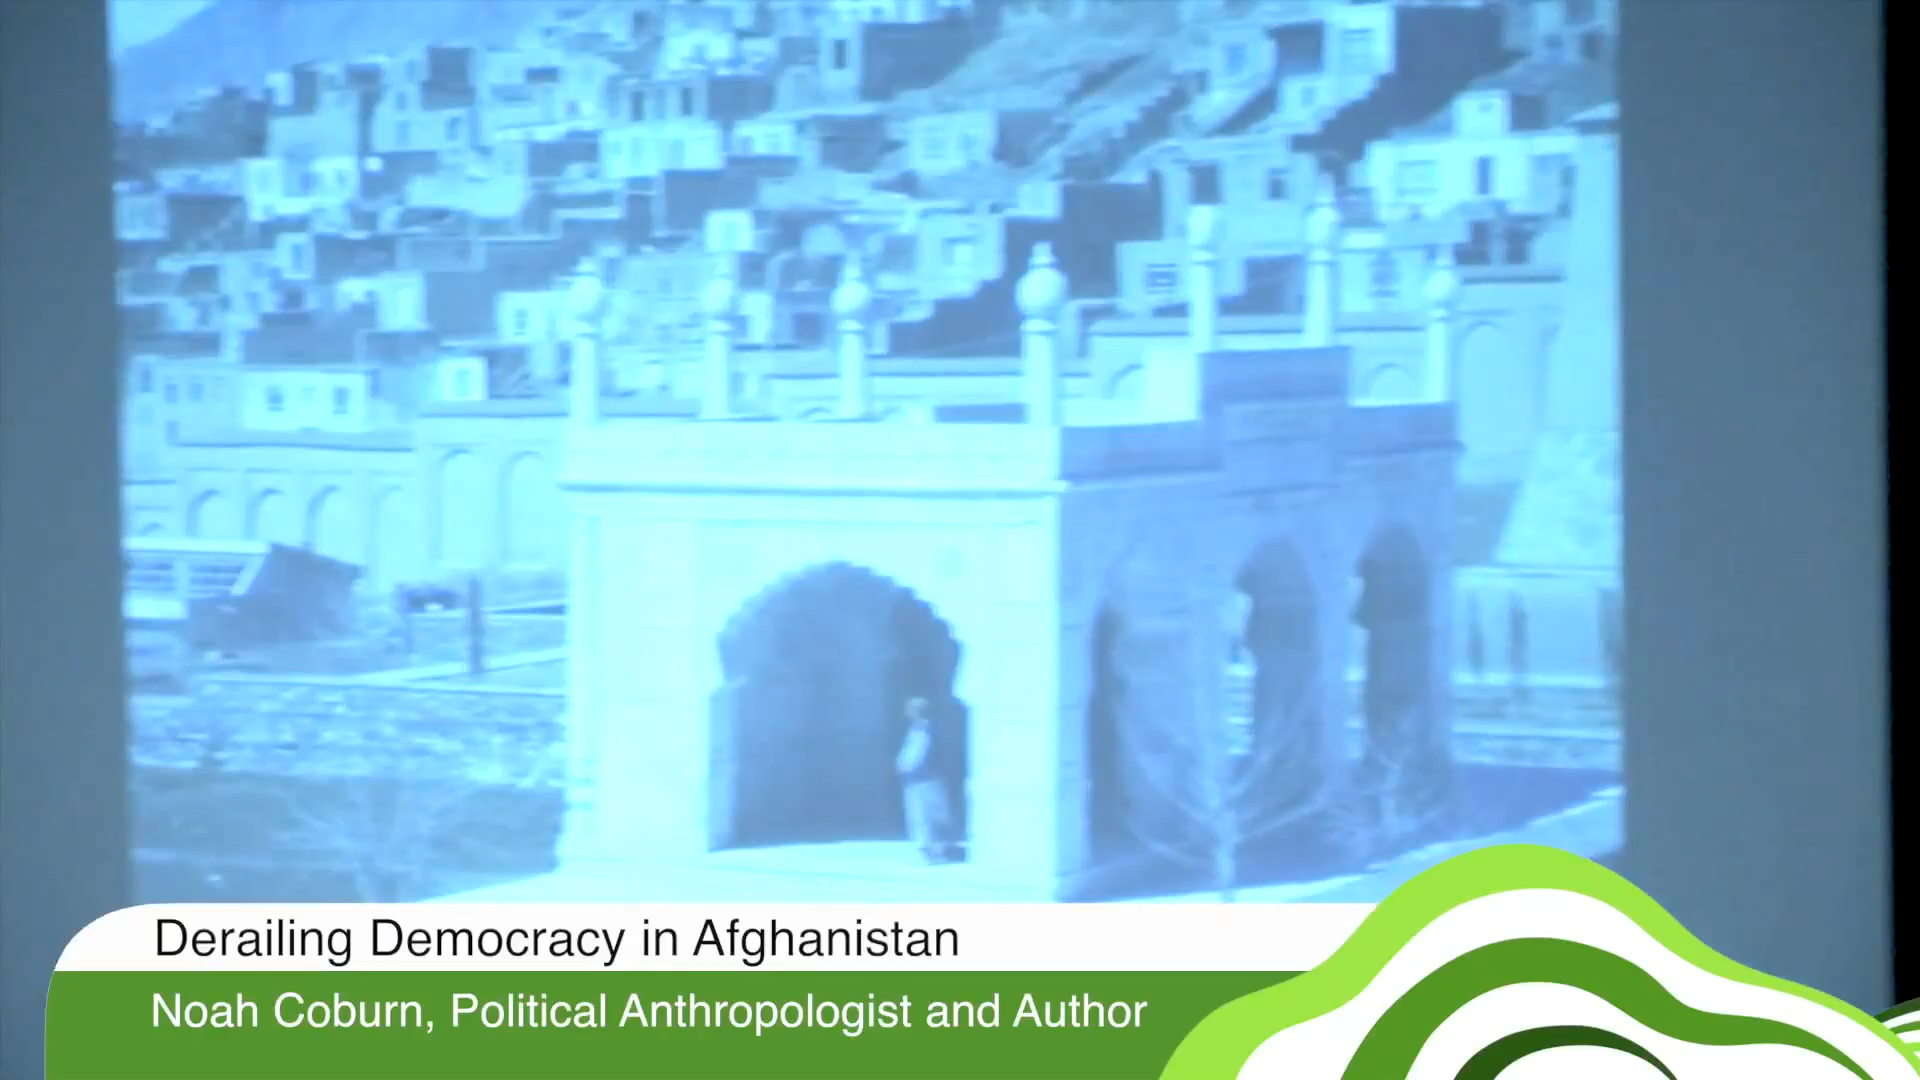 Derailing Democracy in Afghanistan
Noah Coburn, Political Anthropologist and Author